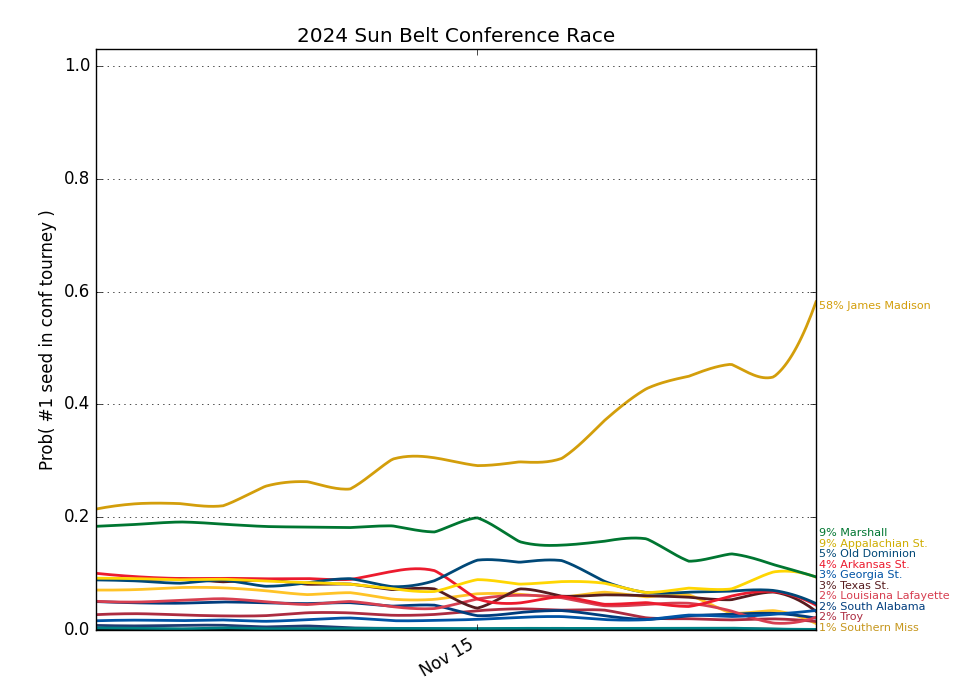 2024 Sun Belt Conference Race
1.0
0.8
0.6
0.4
0.2
0.0
Prob( #1 seed in conf tourney )
Nov 15
58% James Madison
9% Marshall
9% Appalachian St.
5% Old Dominion
4% Arkansas St.
3% Georgia St.
3% Texas St.
2% Louisiana Lafayette
2% South Alabama
2% Troy
1% Southern Miss